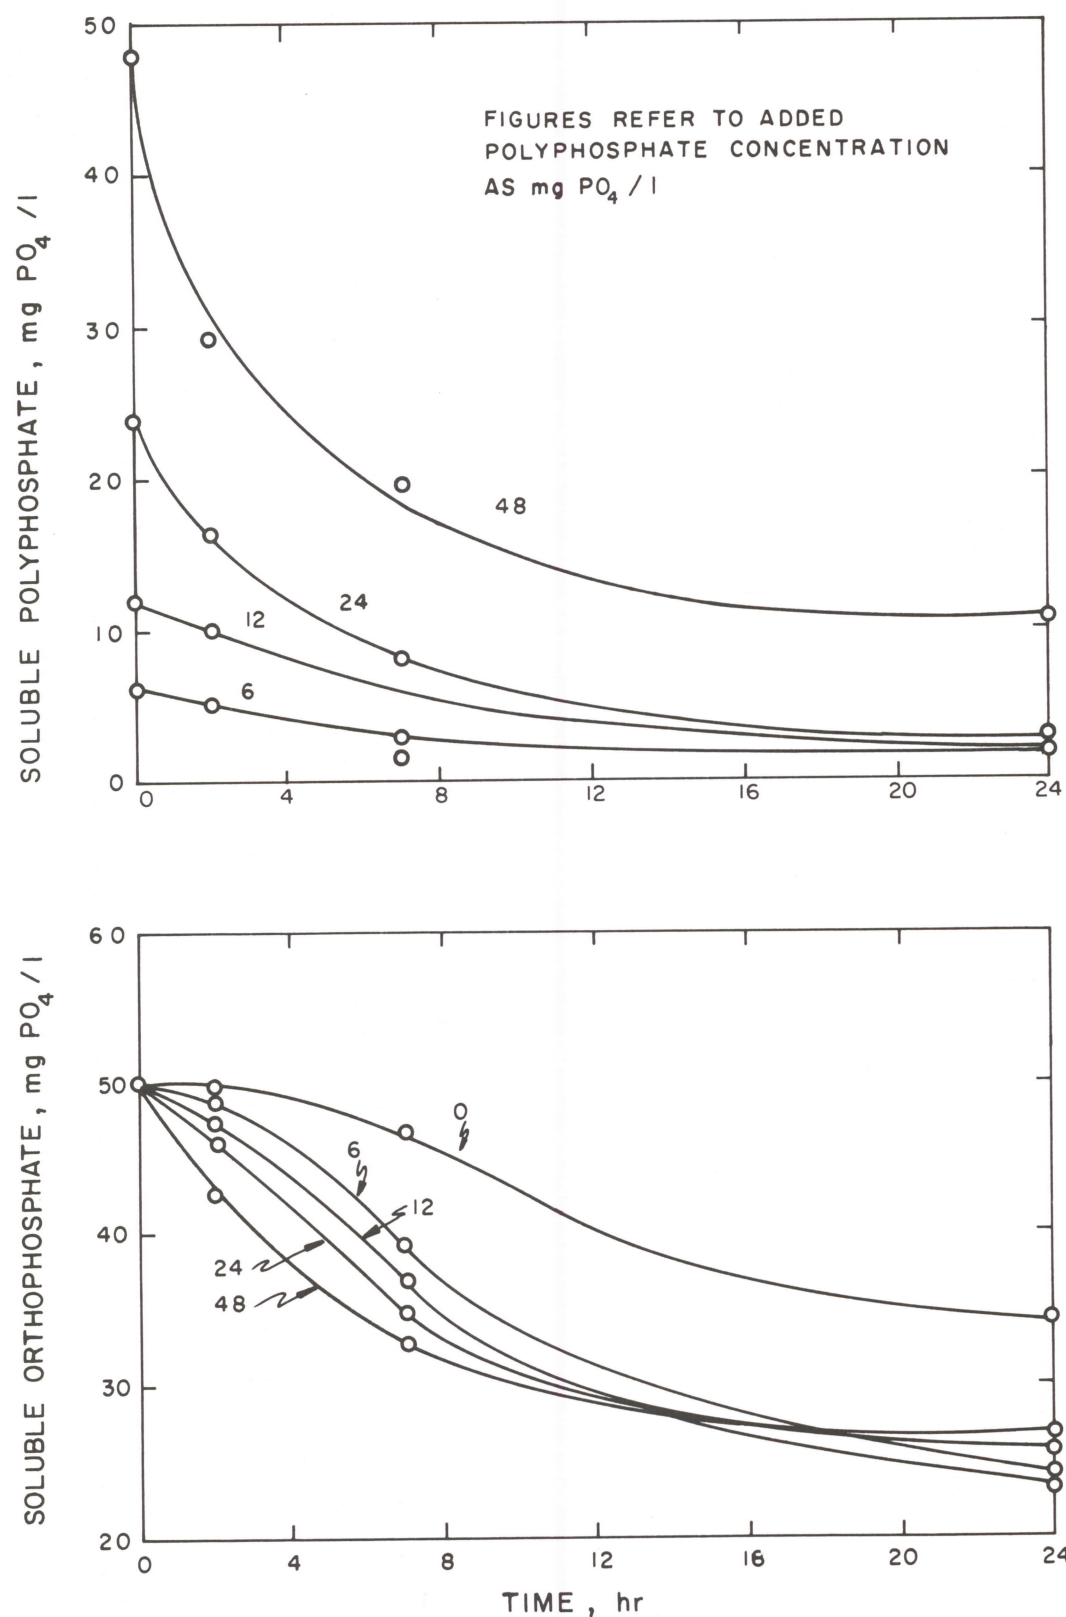 50
40
30
20
10
0
SOLUBLE POLYPHOSPHATE, mg PO4 /l
FIGURES REFER TO ADDED
POLYPHOSPHATE CONCENTRATION
AS mg PO4 / l
48
24
12
6
0 4 8 12 16 20 24
60
50
40
30
20
SOLUBLE ORTHOPHOSPHATE, mg PO4 /l
0
6
12
24
48
0 4 8 12 16 20 24
TIME, hr